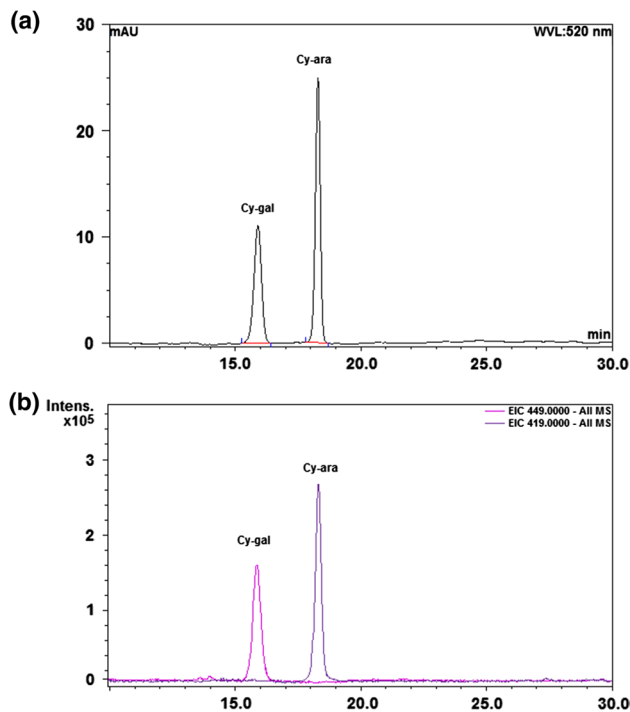 (a)
30
mAU
WVL:520 nm
Cy-ara
20
Cy-gal
10
0
min
15.0 20.0 25.0 30.0
(b)
Intens.
x10⁵
EIC 449.0000 - All MS
EIC 419.0000 - All MS
3
Cy-ara
2
Cy-gal
1
0
15.0 20.0 25.0 30.0